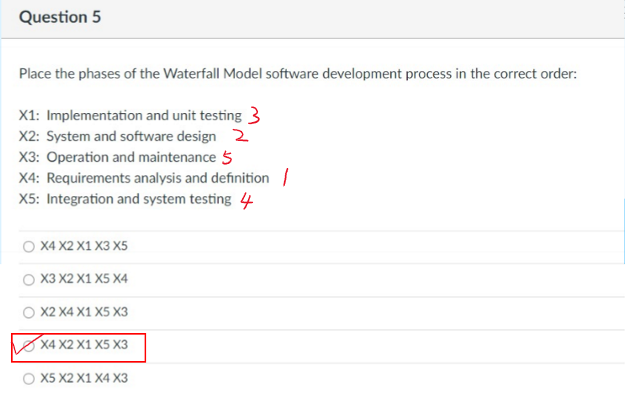 Question 5
Place the phases of the Waterfall Model software development process in the correct order:
X1: Implementation and unit testing 3
X2: System and software design 2
X3: Operation and maintenance 5
X4: Requirements analysis and definition 1
X5: Integration and system testing 4
X4 X2 X1 X3 X5
X3 X2 X1 X5 X4
X2 X4 X1 X5 X3
X4 X2 X1 X5 X3
X5 X2 X1 X4 X3